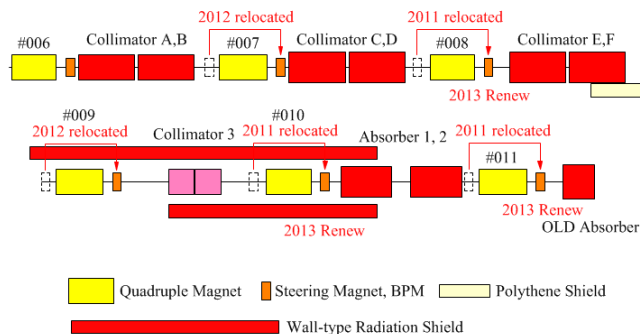 2012 relocated
2011 relocated
#006
Collimator A,B
#007
Collimator C,D
#008
Collimator E,F
2013 Renew
#009
#010
2012 relocated
Collimator 3
2011 relocated
Absorber 1, 2
2011 relocated
#011
2013 Renew
2013 Renew
OLD Absorber
Quadruple Magnet
Steering Magnet, BPM
Polythene Shield
Wall-type Radiation Shield